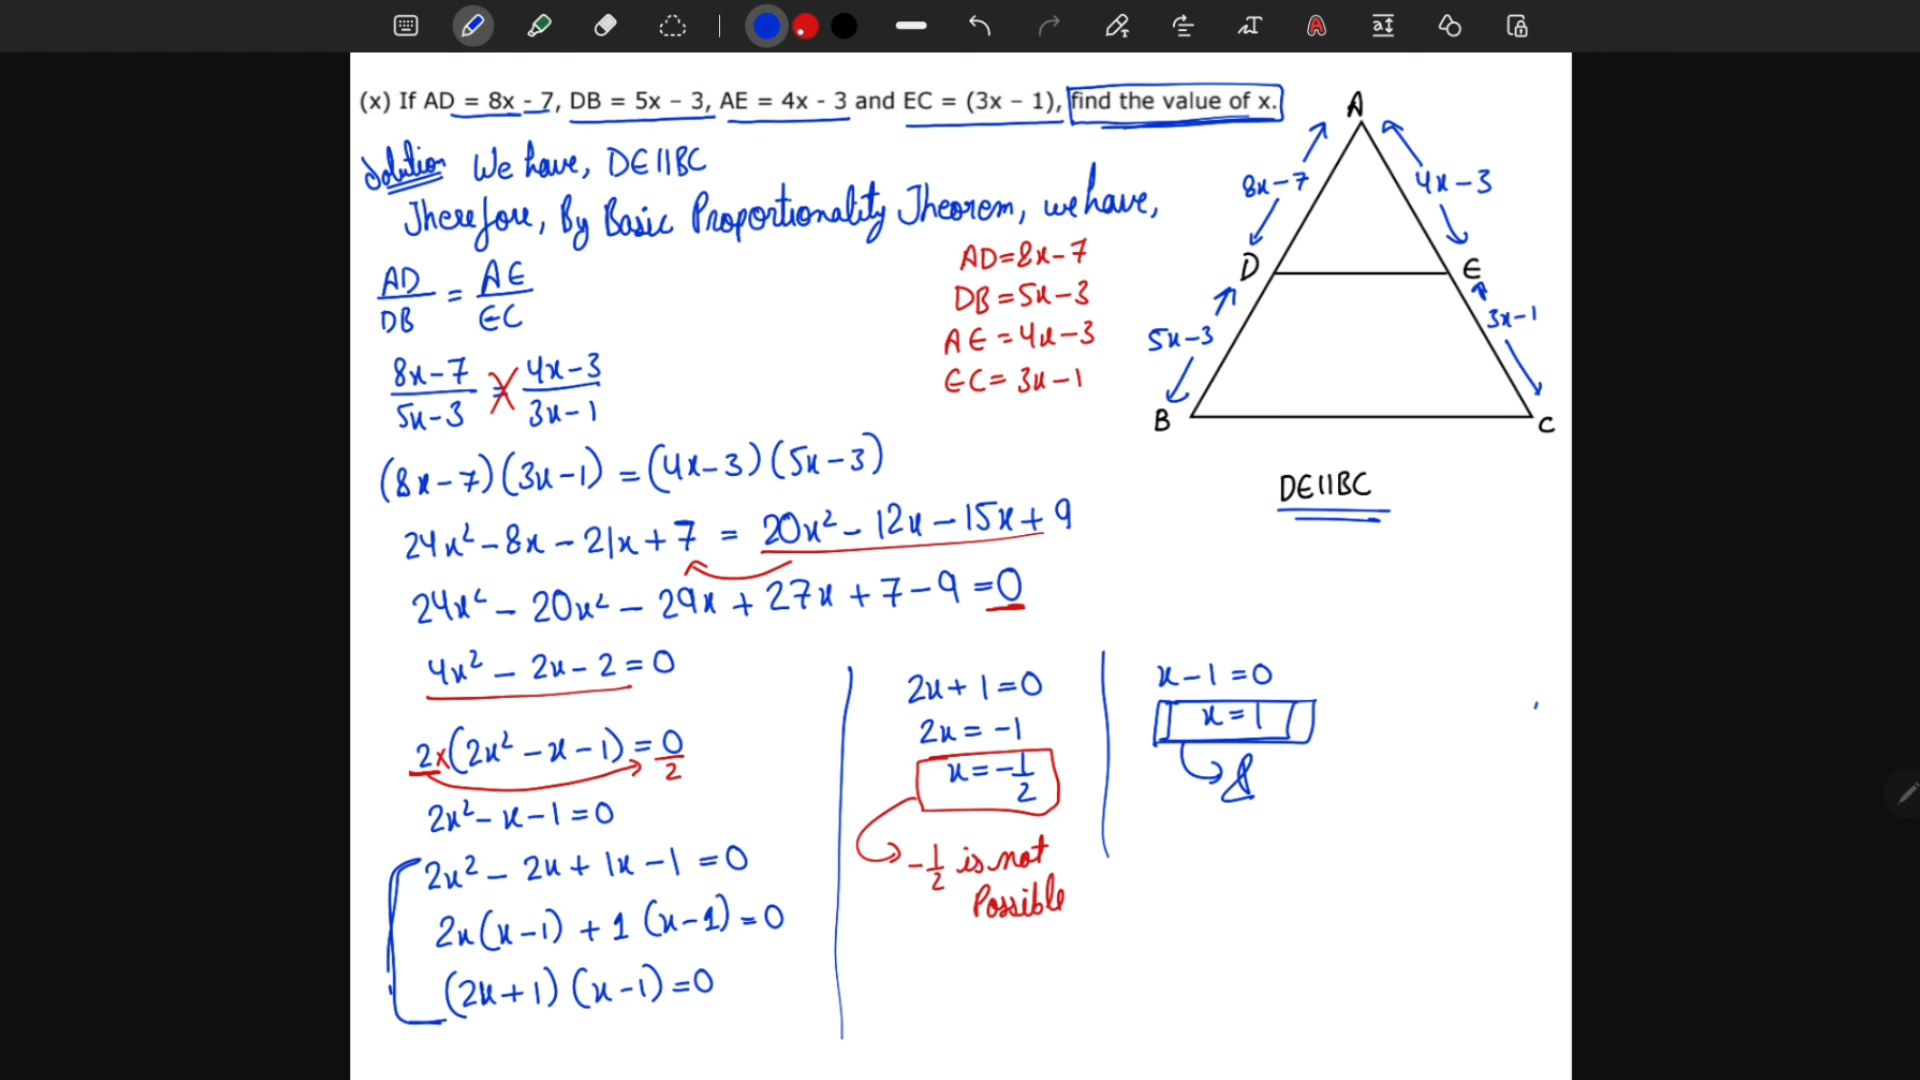 (x) If AD = 8x - 7, DB = 5x – 3, AE = 4x - 3 and EC = (3x – 1), find the value of x.
Solution We have, DE||BC
Therefore, By Basic Proportionality Theorem, we have,
AD/DB = AE/EC
8x-7/5x-3 = 4x-3/3x-1
(8x-7)(3x-1) = (4x-3)(5x-3)
24x² - 8x - 21x + 7 = 20x² - 12x - 15x + 9
24x² - 20x² - 29x + 27x + 7 - 9 = 0
4x² - 2x - 2 = 0
2×(2x² - x - 1) = 0/2
2x² - x - 1 = 0
2x² - 2x + 1x - 1 = 0
2x(x-1) + 1(x-1) = 0
(2x+1)(x-1) = 0
AD=8x-7
DB=5x-3
AE=4x-3
EC=3x-1
2x+1=0
2x=-1
x=-1/2
-1/2 is not
Possible
x-1=0
x=1
A
8x-7
4x-3
D
E
5x-3
3x-1
B
C
DE||BC